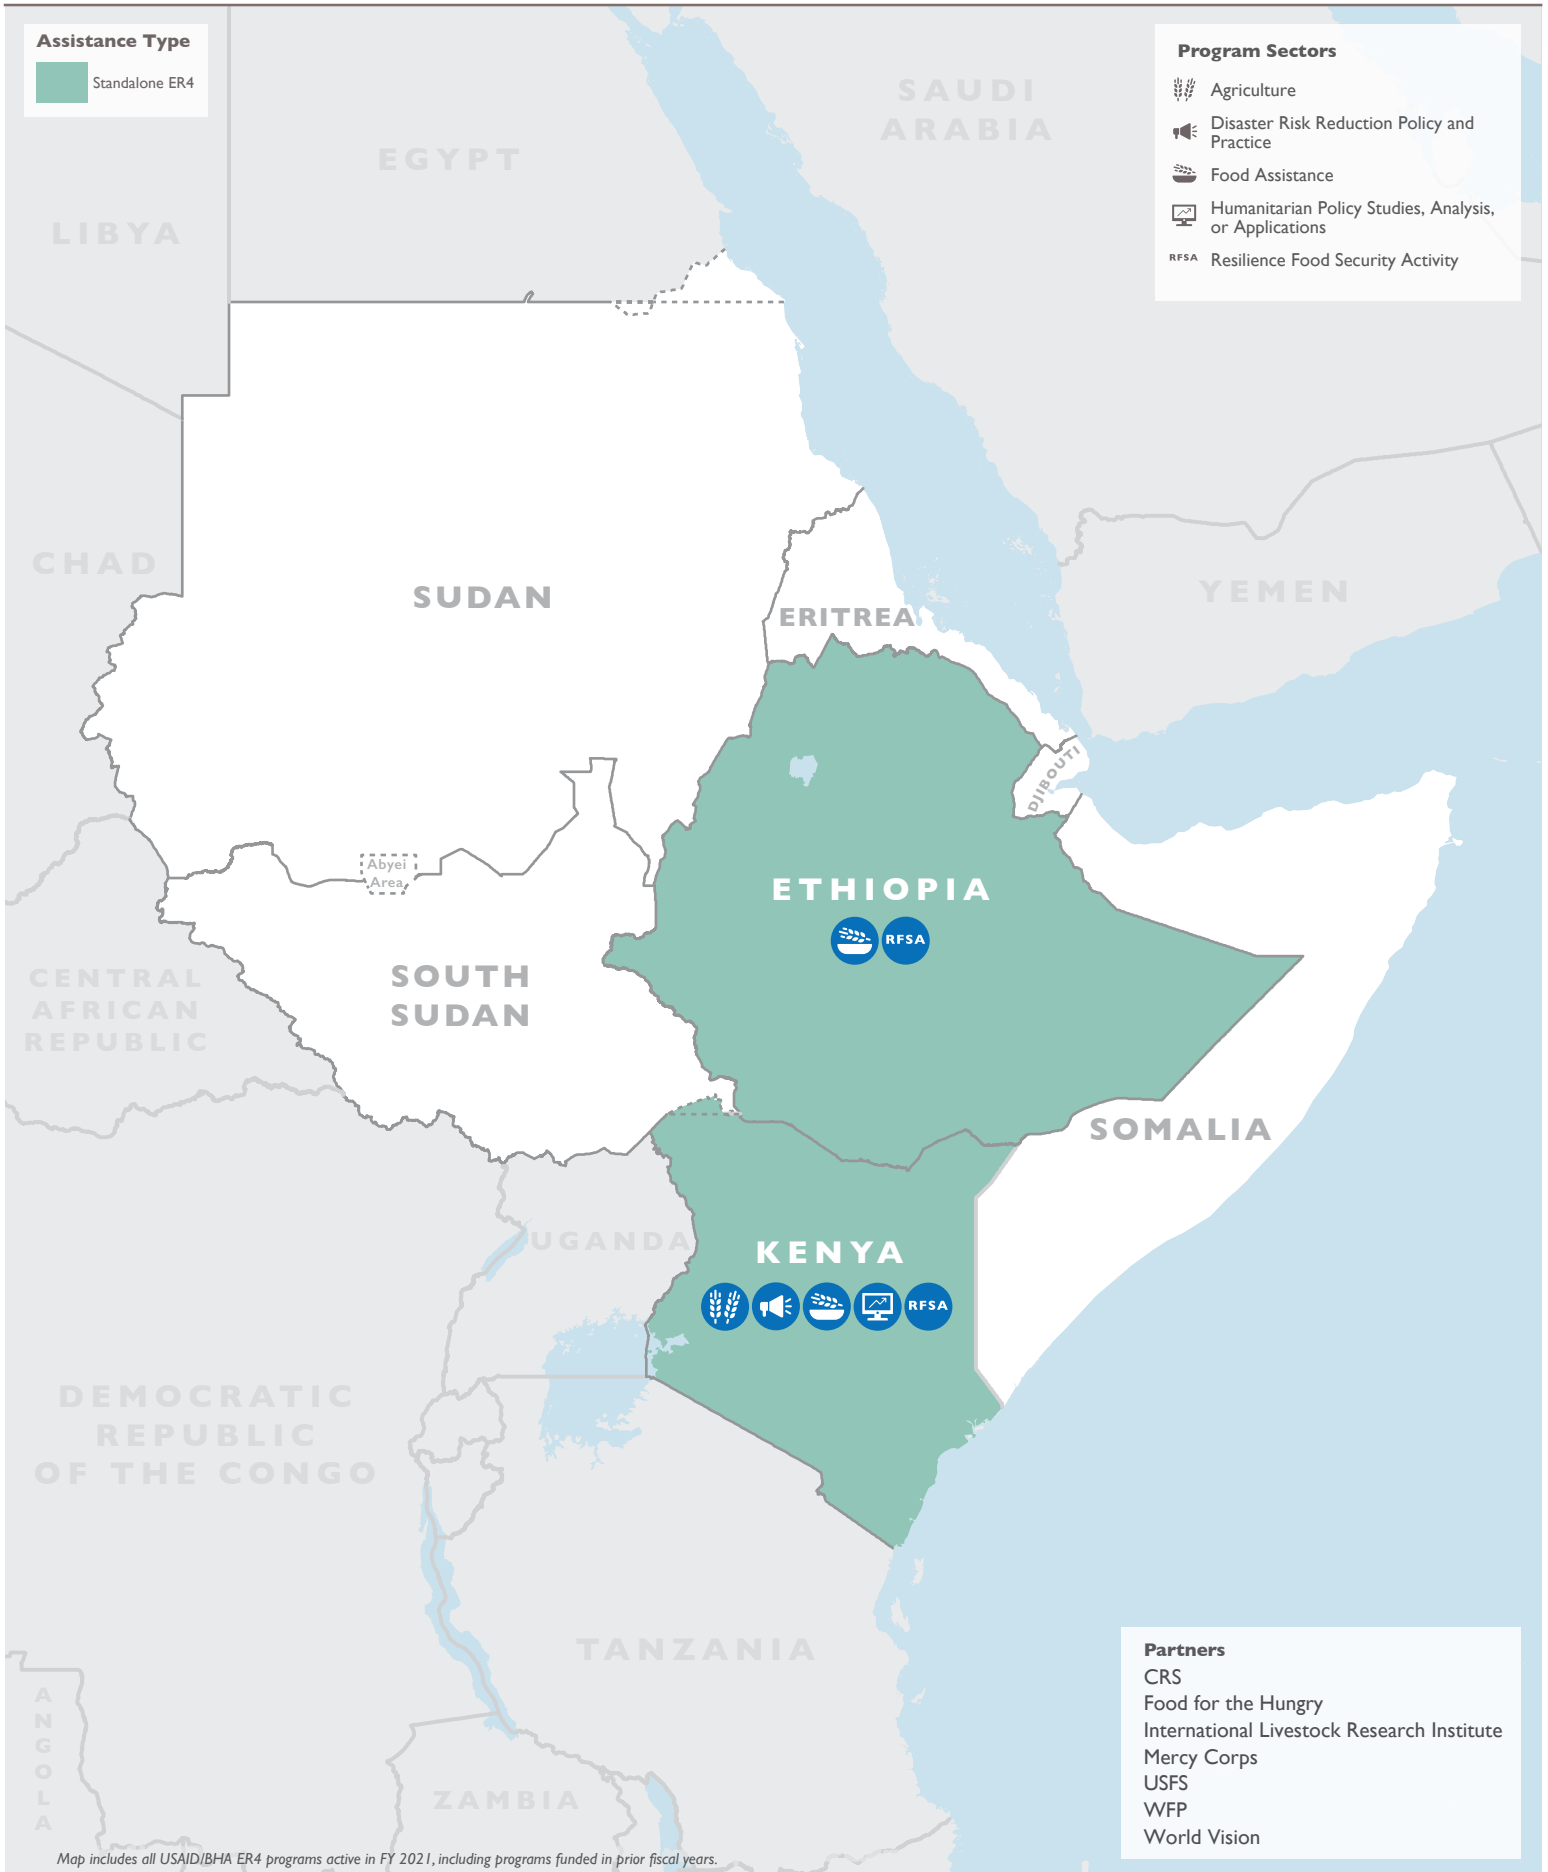 Assistance Type
Standalone ER4
Program Sectors
Agriculture
Disaster Risk Reduction Policy and
Practice
Food Assistance
Humanitarian Policy Studies, Analysis,
or Applications
RFSA Resilience Food Security Activity
SAUDI
ARABIA
EGYPT
LIBYA
CHAD
SUDAN
ERITREA
YEMEN
DJIBOUTI
Abyei
Area
ETHIOPIA
RFSA
SOUTH
SUDAN
CENTRAL
AFRICAN
REPUBLIC
SOMALIA
UGANDA
KENYA
RFSA
DEMOCRATIC
REPUBLIC
OF THE CONGO
TANZANIA
ANGOLA
ZAMBIA
Partners
CRS
Food for the Hungry
International Livestock Research Institute
Mercy Corps
USFS
WFP
World Vision
Map includes all USAID/BHA ER4 programs active in FY 2021, including programs funded in prior fiscal years.